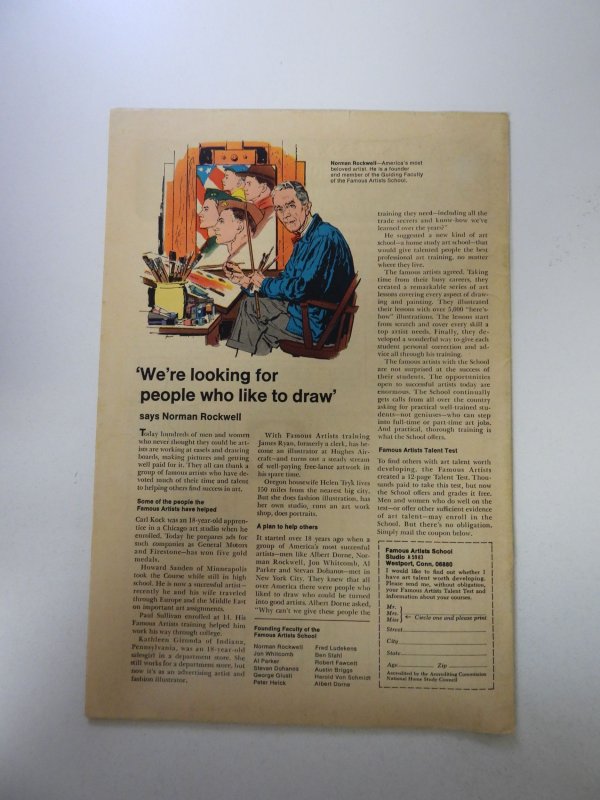 Norman Rockwell—America's most
beloved artist. He is a founder
and member of the Guiding Faculty
of the Famous Artists School.
'We're looking for
people who like to draw'
says Norman Rockwell
Today hundreds of men and women
who never thought they could be art-
ists are working at easels and drawing
boards, making pictures and getting
well paid for it. They all can thank a
group of famous artists who have de-
voted much of their time and talent
to helping others find success in art.
Some of the people the
Famous Artists have helped
Carl Kock was an 18-year-old appren-
tice in a Chicago art studio when he
enrolled. Today he prepares ads for
such companies as General Motors
and Firestone—has won five gold
medals.
Howard Sanden of Minneapolis
took the Course while still in high
school. He is now a successful artist—
recently he and his wife traveled
through Europe and the Middle East
on important art assignments.
Paul Sullivan enrolled at H. His
Famous Artists training helped him
work his way through college.
Kathleen Gironda of Indiana,
Pennsylvania, was an 18-year-old
salesgirl in a department store. She
still works for a department store, but
now it's as an advertising artist and
fashion illustrator.
With Famous Artists training
James Ryan, formerly a clerk, has be-
come an illustrator at Hughes Air-
craft—and turns out a steady stream
of well-paying free-lance artwork in
his spare time.
Oregon housewife Helen Tryk lives
150 miles from the nearest big city.
But she does fashion illustration, has
her own studio, runs an art work
shop, does portraits.
A plan to help others
It started over 18 years ago when a
group of America's most successful
artists—men like Albert Dorne, Nor-
man Rockwell, Jon Whitcomb, Al
Parker and Stevan Dohanos—met in
New York City. They knew that all
over America there were people who
liked to draw who could be turned
into good artists. Albert Dorne asked,
"Why can't we give these people the
Founding Faculty of the
Famous Artists School
Norman Rockwell
Jon Whitcomb
Al Parker
Stevan Dohanos
George Giusti
Peter Helck
Fred Ludekens
Ben Stahl
Robert Fawcett
Austin Briggs
Harold Von Schmidt
Albert Dorne
training they need—including all the
trade secrets and know-how we've
learned over the years?"
He suggested a new kind of art
school—a home study art school—that
would give talented people the best
professional art training, no matter
where they live.
The famous artists agreed. Taking
time from their busy careers, they
created a remarkable series of art
lessons covering every aspect of draw-
ing and painting. They illustrated
their lessons with over 5,000 "here's-
how" illustrations. The lessons start
from scratch and cover every skill a
top artist needs. Finally, they de-
veloped a wonderful way to give each
student personal correction and ad-
vice all through his training.
The famous artists with the School
are not surprised at the success of
their students. The opportunities
open to successful artists today are
enormous. The School continually
gets calls from all over the country
asking for practical well-trained stu-
dents—not geniuses—who can step
into full-time or part-time art jobs.
And practical, thorough training is
what the School offers.
Famous Artists Talent Test
To find others with art talent worth
developing, the Famous Artists
created a 12-page Talent Test. Thou-
sands paid to take this test, but now
the School offers and grades it free.
Men and women who do well on the
test—or offer other sufficient evidence
of art talent—may enroll in the
School. But there's no obligation.
Simply mail the coupon below.
Famous Artists School
Studio
Westport, Conn. 06880
I would like to find out whether I
have art talent worth developing.
Please send me, without obligation,
your Famous Artists Talent Test and
information about your courses.
Mr.
Mrs.
Miss
← Circle one and please print
Street
City
State
Age Zip
Accredited by the Accrediting Commission
National Home Study Council